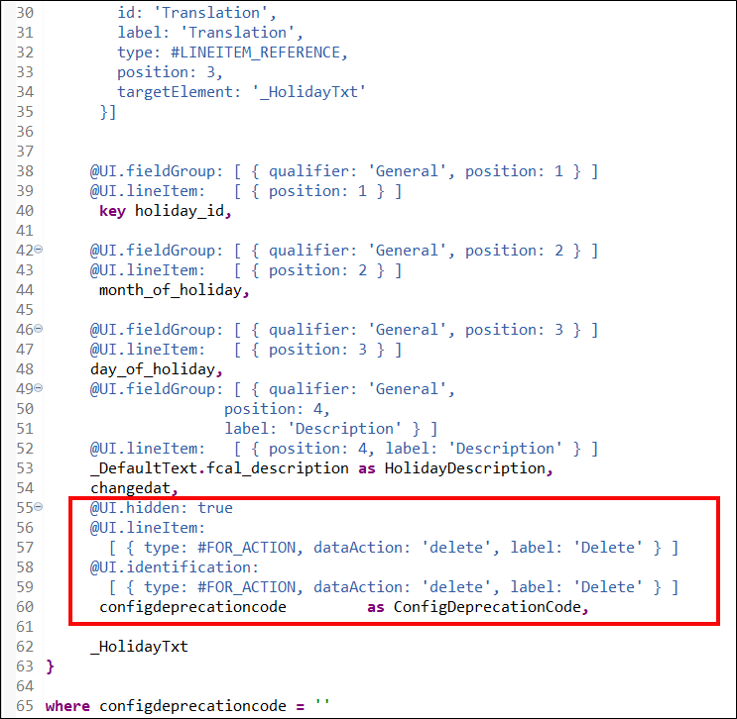 30 id: 'Translation',
31 label: 'Translation',
32 type: #LINEITEM_REFERENCE,
33 position: 3,
34 targetElement: '_HolidayTxt'
35 }]
36
37
38 @UI.fieldGroup: [ { qualifier: 'General', position: 1 } ]
39 @UI.lineItem:   [ { position: 1 } ]
40 key holiday_id,
41
42 @UI.fieldGroup: [ { qualifier: 'General', position: 2 } ]
43 @UI.lineItem:   [ { position: 2 } ]
44 month_of_holiday,
45
46 @UI.fieldGroup: [ { qualifier: 'General', position: 3 } ]
47 @UI.lineItem:   [ { position: 3 } ]
48 day_of_holiday,
49 @UI.fieldGroup: [ { qualifier: 'General',
50 position: 4,
51 label: 'Description' } ]
52 @UI.lineItem:   [ { position: 4, label: 'Description' } ]
53 _DefaultText.fcal_description as HolidayDescription,
54 changedat,
55 @UI.hidden: true
56 @UI.lineItem:
57 [ { type: #FOR_ACTION, dataAction: 'delete', label: 'Delete' } ]
58 @UI.identification:
59 [ { type: #FOR_ACTION, dataAction: 'delete', label: 'Delete' } ]
60 configdeprecationcode         as ConfigDeprecationCode,
61
62 _HolidayTxt
63 }
64
65 where configdeprecationcode = ''